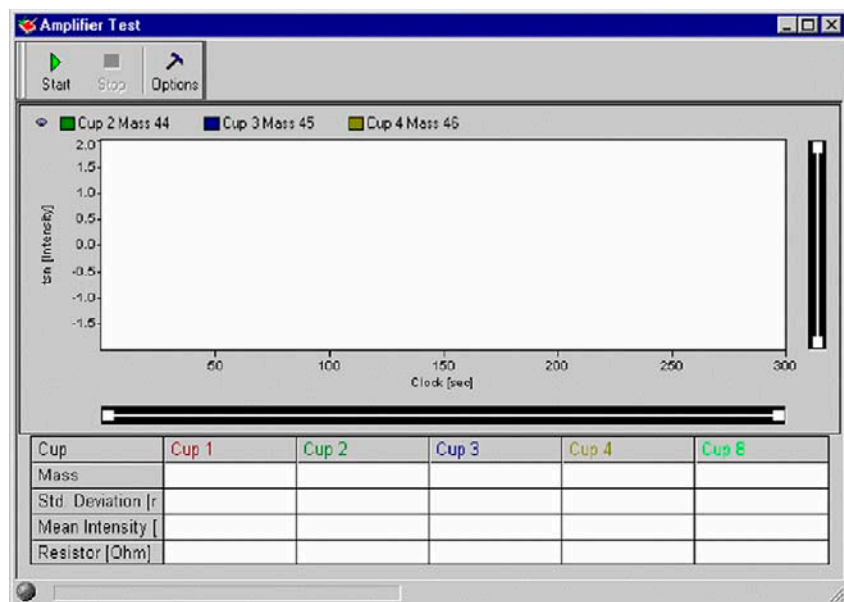 Amplifier Test
Start Stop Options
Cup 2 Mass 44 Cup 3 Mass 45 Cup 4 Mass 46
2.0
1.5
1.0
0.5
0.0
-0.5
-1.0
-1.5
tsn [Intensity]
50 100 150 200 250 300
Clock [sec]
Cup Cup 1 Cup 2 Cup 3 Cup 4 Cup 8
Mass
Std. Deviation [r
Mean Intensity [
Resistor [Ohm]